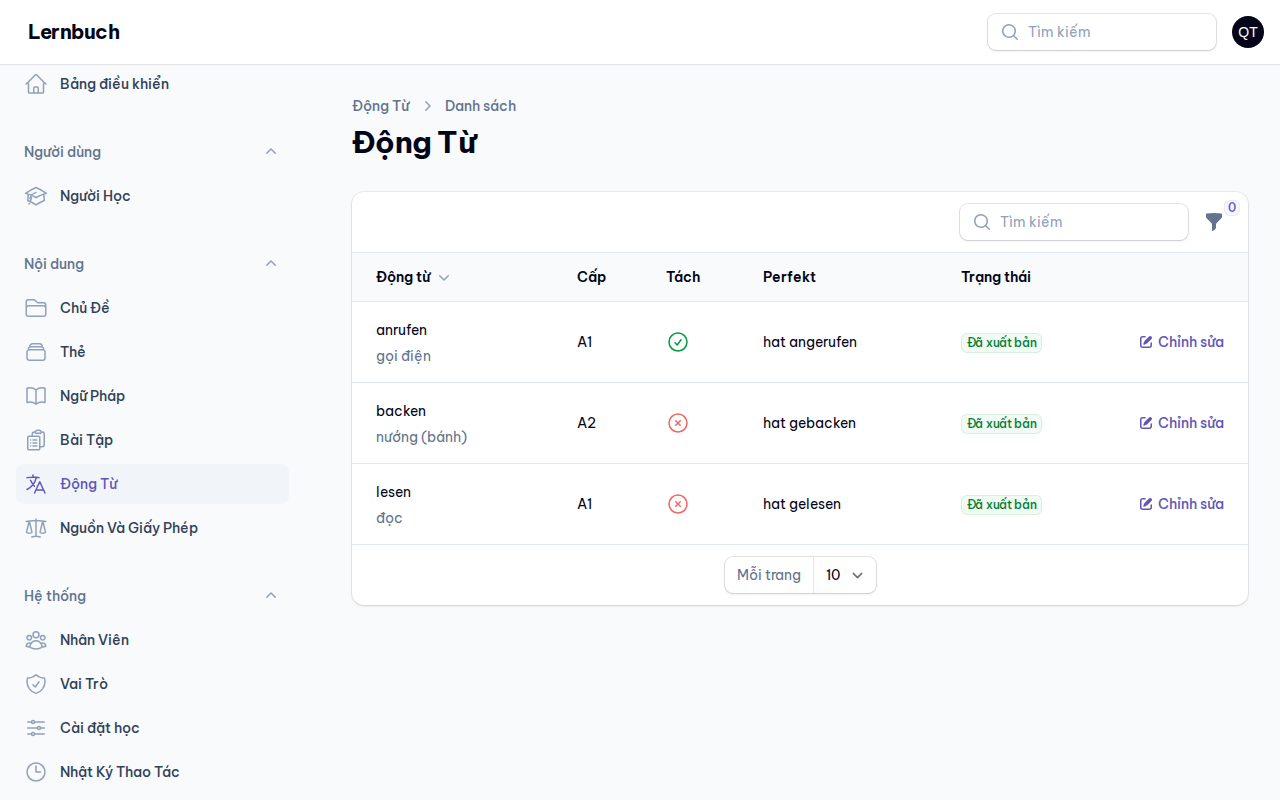 Lernbuch
Tìm kiếm
QT
Bảng điều khiển
Người dùng
Người Học
Nội dung
Chủ Đề
Thẻ
Ngữ Pháp
Bài Tập
Động Từ
Nguồn Và Giấy Phép
Hệ thống
Nhân Viên
Vai Trò
Cài đặt học
Nhật Ký Thao Tác
Động Từ Danh sách
Động Từ
Tìm kiếm
0
Động từ Cấp Tách Perfekt Trạng thái
anrufen
gọi điện
A1 hat angerufen Đã xuất bản Chỉnh sửa
backen
nướng (bánh)
A2 hat gebacken Đã xuất bản Chỉnh sửa
lesen
đọc
A1 hat gelesen Đã xuất bản Chỉnh sửa
Mỗi trang 10